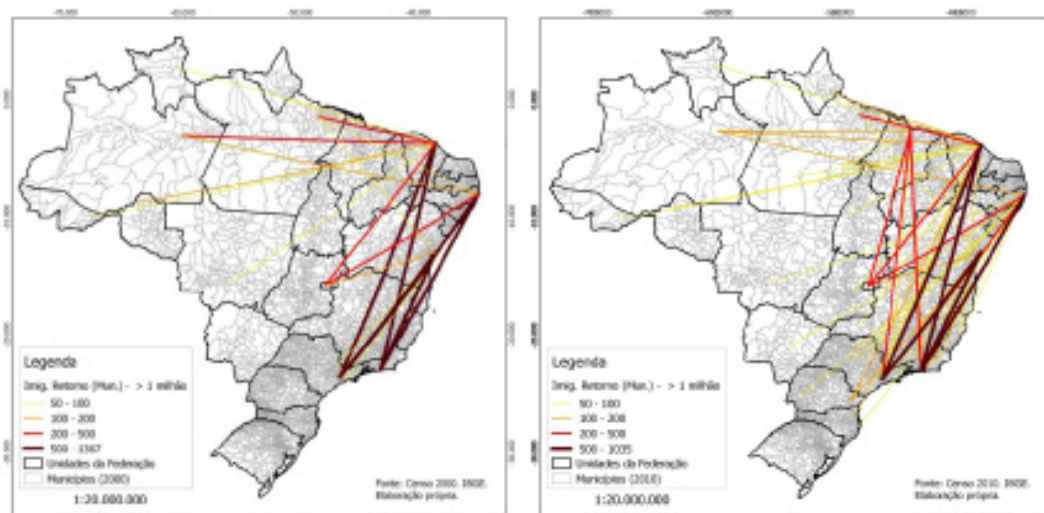 Legenda
Imig. Retorno (Mun.) - > 1 milhão
50 - 100
100 - 200
200 - 500
500 - 1367
Unidades da Federação
Municípios (2000)
1:20.000.000
Fonte: Censo 2000. IBGE.
Elaboração própria.
Legenda
Imig. Retorno (Mun.) - > 1 milhão
50 - 100
100 - 200
200 - 500
500 - 1035
Unidades da Federação
Municípios (2010)
1:20.000.000
Fonte: Censo 2010. IBGE.
Elaboração própria.